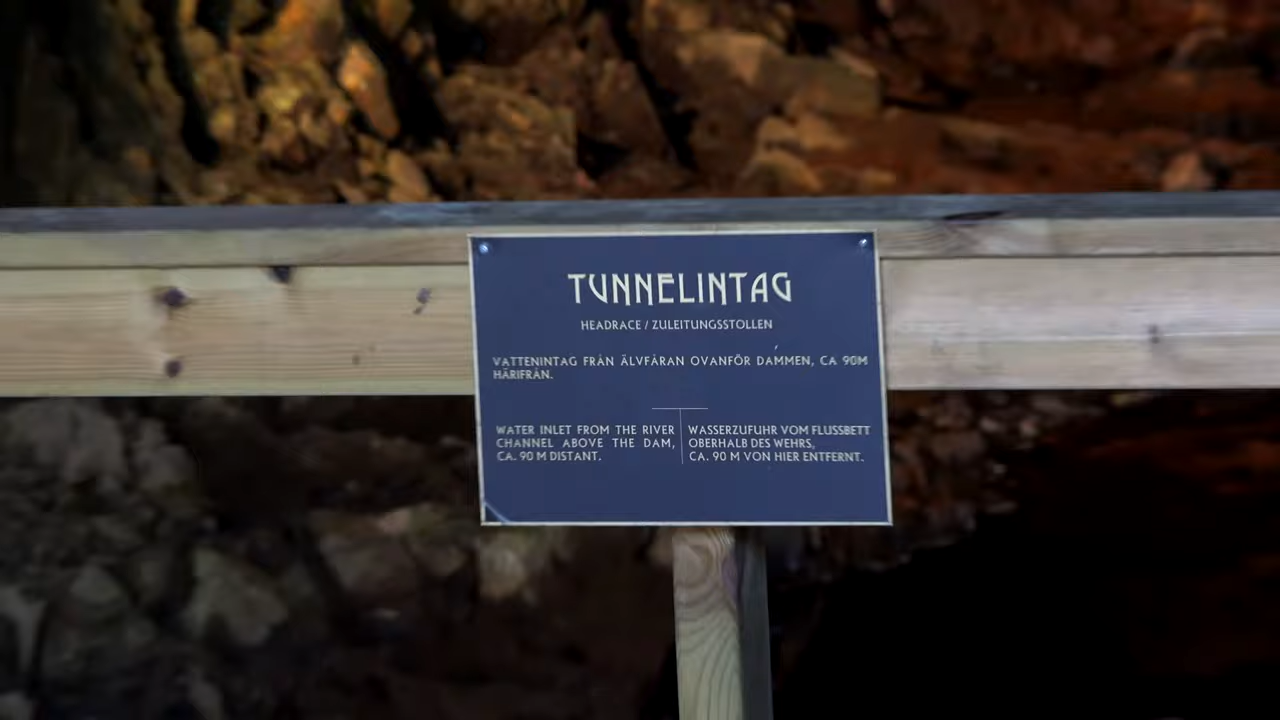 TUNNELINTAG
HEADRACE / ZULEITUNGSSTOLLEN
VATTENINTAG FRÅN ÄLVFÅRAN OVANFÖR DAMMEN, CA 90M
HÄRIFRÅN.
WATER INLET FROM THE RIVER
CHANNEL ABOVE THE DAM,
CA. 90 M DISTANT.
WASSERZUFUHR VOM FLUSSBETT
OBERHALB DES WEHRS,
CA. 90 M VON HIER ENTFERNT.